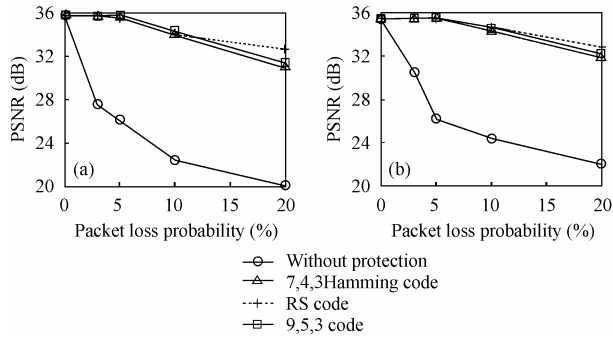 36
32
28
24
20
PSNR (dB)
(a)
0 5 10 15 20
Packet loss probability (%)
36
32
28
24
20
PSNR (dB)
(b)
0 5 10 15 20
Packet loss probability (%)
Without protection
7,4,3Hamming code
RS code
9,5,3 code